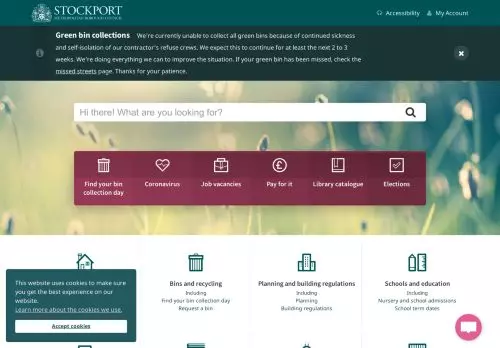 STOCKPORT
METROPOLITAN BOROUGH COUNCIL
Accessibility
My Account
Green bin collections We're currently unable to collect all green bins because of continued sickness
and self-isolation of our contractor's refuse crews. We expect this to continue for at least the next 2 to 3
weeks. We're doing everything we can to improve the situation. If your green bin has been missed, check the
missed streets page. Thanks for your patience.
Hi there! What are you looking for?
Find your bin
collection day
Coronavirus
Job vacancies
Pay for it
Library catalogue
Elections
Bins and recycling
Including
Find your bin collection day
Request a bin
Planning and building regulations
Including
Planning
Building regulations
Schools and education
Including
Nursery and school admissions
School term dates
This website uses cookies to make sure
you get the best experience on our
website.
Learn more about the cookies we use.
Accept cookies